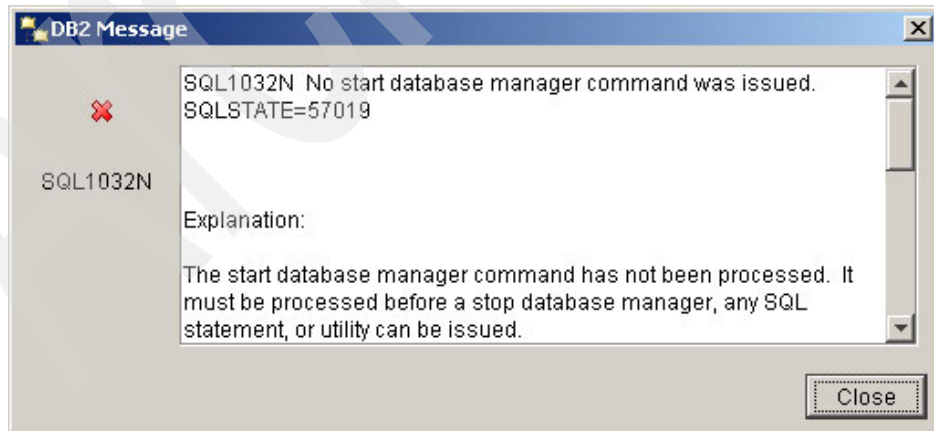 DB2 Message
SQL1032N No start database manager command was issued.
SQLSTATE=57019
SQL1032N
Explanation:
The start database manager command has not been processed. It
must be processed before a stop database manager, any SQL
statement, or utility can be issued.
Close